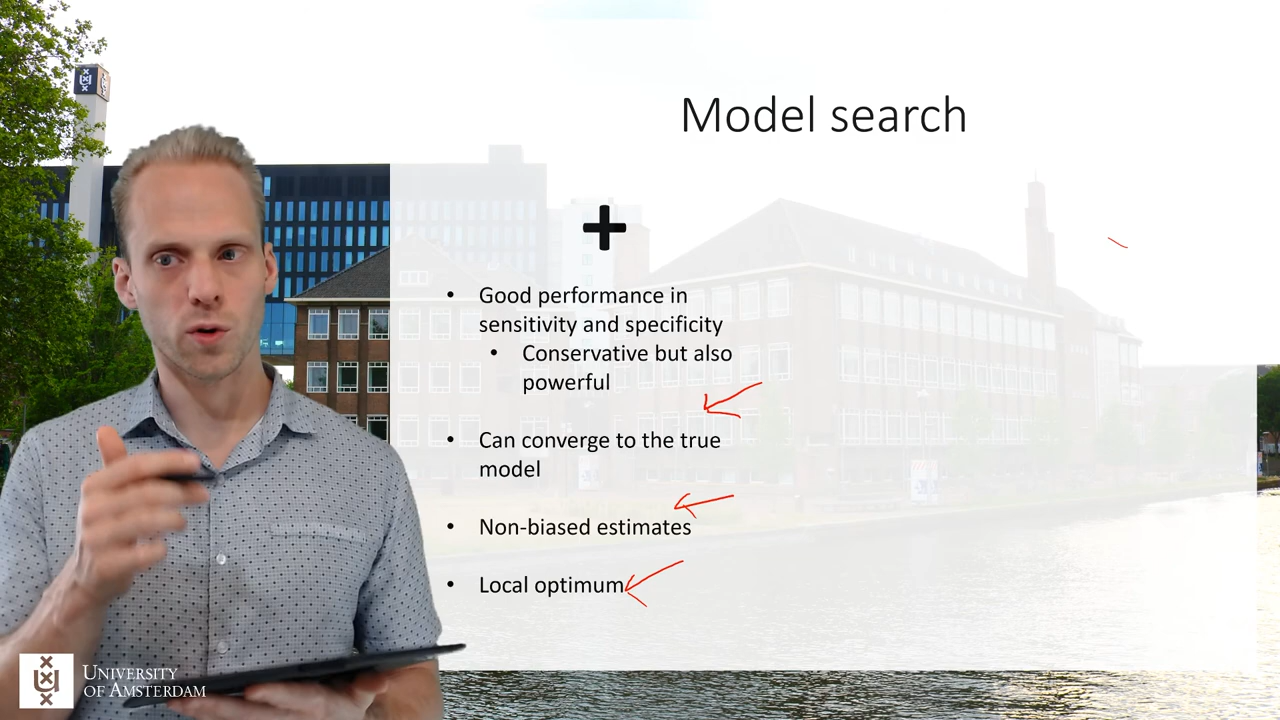 Model search
+
• Good performance in
sensitivity and specificity
• Conservative but also
powerful
• Can converge to the true
model
• Non-biased estimates
• Local optimum
UNIVERSITY
OF AMSTERDAM